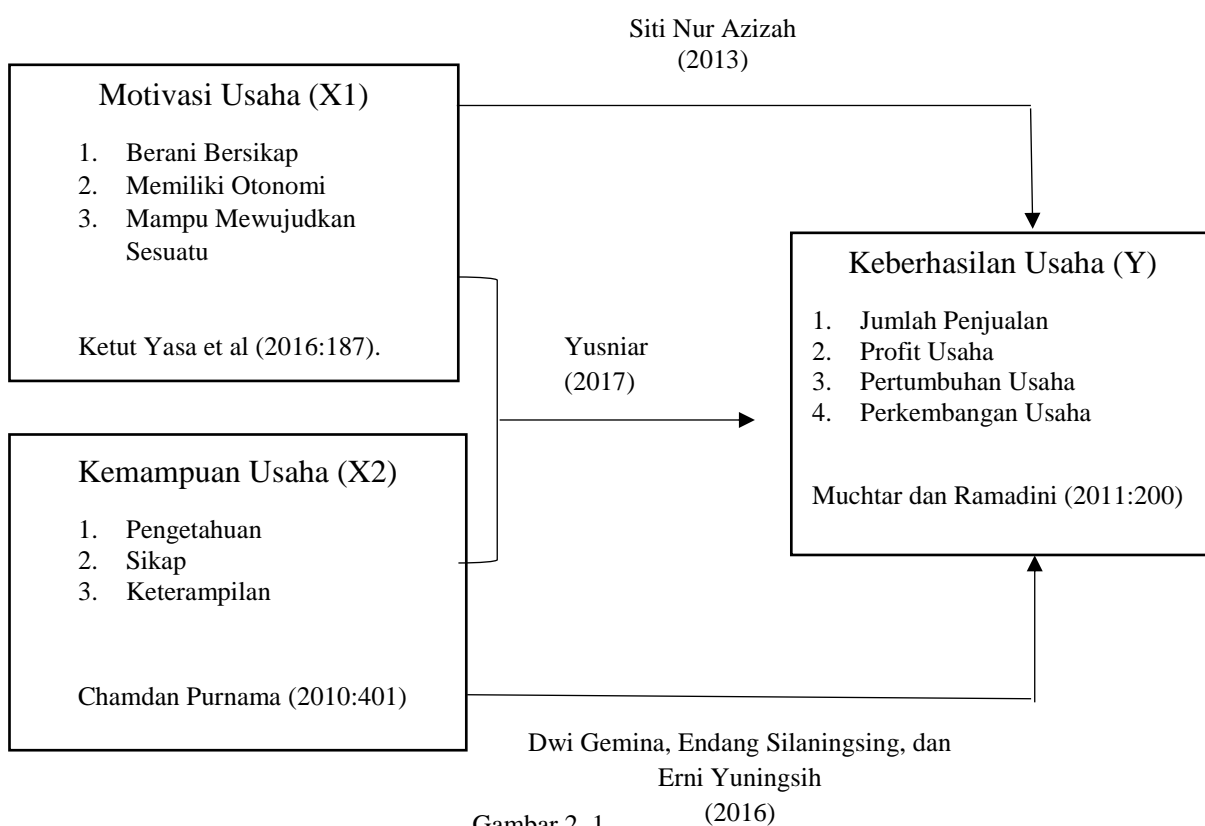 Siti Nur Azizah
(2013)
Motivasi Usaha (X1)
1. Berani Bersikap
2. Memiliki Otonomi
3. Mampu Mewujudkan
Sesuatu
Ketut Yasa et al (2016:187).
Keberhasilan Usaha (Y)
1. Jumlah Penjualan
2. Profit Usaha
3. Pertumbuhan Usaha
4. Perkembangan Usaha
Muchtar dan Ramadini (2011:200)
Yusniar
(2017)
Kemampuan Usaha (X2)
1. Pengetahuan
2. Sikap
3. Keterampilan
Chamdan Purnama (2010:401)
Dwi Gemina, Endang Silaningsing, dan
Erni Yuningsih
(2016)
Gambar 2. 1